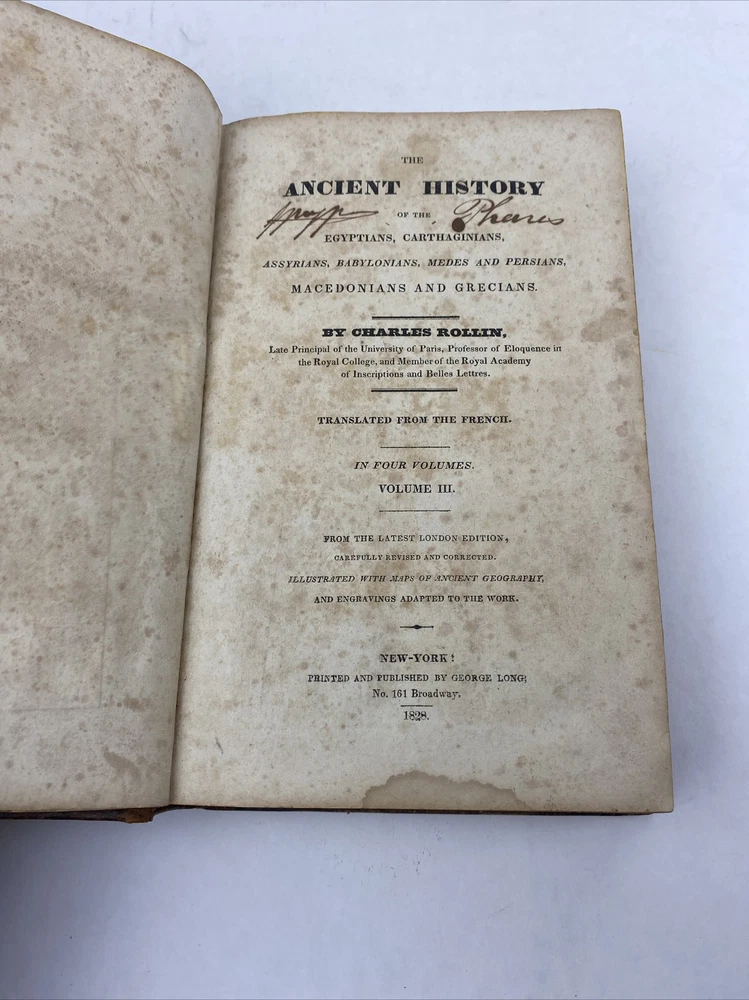 THE
ANCIENT HISTORY
OF THE
EGYPTIANS, CARTHAGINIANS,
ASSYRIANS, BABYLONIANS, MEDES AND PERSIANS,
MACEDONIANS AND GRECIANS.
BY CHARLES ROLLIN,
Late Principal of the University of Paris, Professor of Eloquence in
the Royal College, and Member of the Royal Academy
of Inscriptions and Belles Lettres.
TRANSLATED FROM THE FRENCH.
IN FOUR VOLUMES.
VOLUME III.
FROM THE LATEST LONDON EDITION,
CAREFULLY REVISED AND CORRECTED.
ILLUSTRATED WITH MAPS OF ANCIENT GEOGRAPHY,
AND ENGRAVINGS ADAPTED TO THE WORK.
NEW-YORK:
PRINTED AND PUBLISHED BY GEORGE LONG;
No. 161 Broadway.
1828.